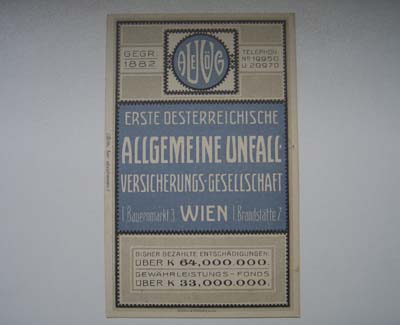 GEGR.
1882
AEÖUG
TELEPHON:
No 19950
U. 20970
ERSTE OESTERREICHISCHE
ALLGEMEINE UNFALL
VERSICHERUNGS-GESELLSCHAFT
I Bauernmarkt 3. WIEN I Brandstätte 7.
BISHER BEZAHLTE ENTSCHÄDIGUNGEN:
ÜBER K 64,000.000.
GEWÄHRLEISTUNGS-FONDS
ÜBER K 33,000.000.